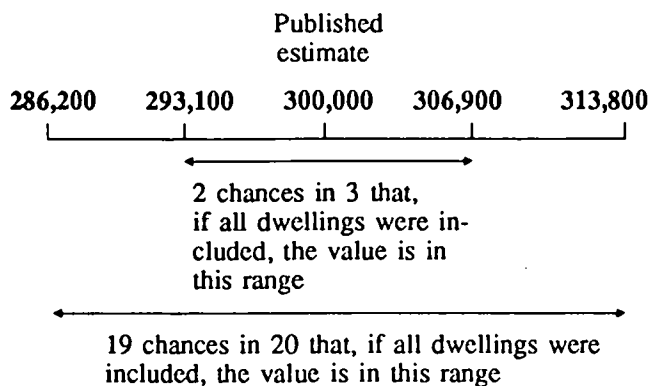 Published
estimate
286,200 293,100 300,000 306,900 313,800
2 chances in 3 that,
if all dwellings were in-
cluded, the value is in
this range
19 chances in 20 that, if all dwellings were
included, the value is in this range